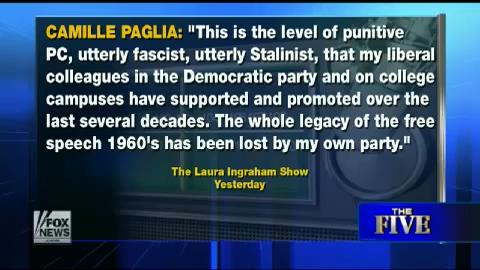 CAMILLE PAGLIA: "This is the level of punitive
PC, utterly fascist, utterly Stalinist, that my liberal
colleagues in the Democratic party and on college
campuses have supported and promoted over the
last several decades. The whole legacy of the free
speech 1960's has been lost by my own party."
The Laura Ingraham Show
Yesterday
FOX
NEWS
THE
FIVE